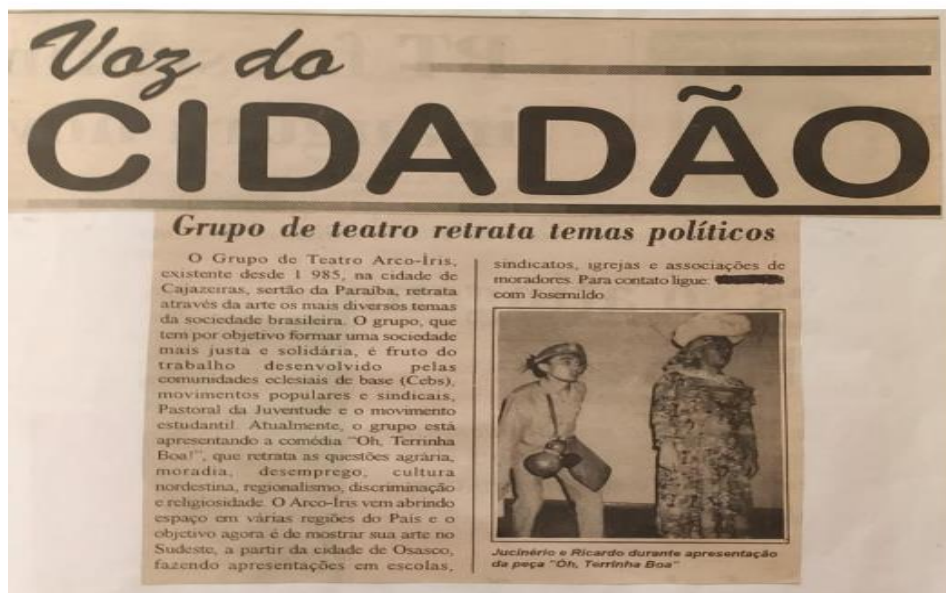 Voz do
CIDADÃO
Grupo de teatro retrata temas políticos
O Grupo de Teatro Arco-Íris,
existente desde 1 985, na cidade de
Cajazeiras, sertão da Paraíba, retrata
através da arte os mais diversos temas
da sociedade brasileira. O grupo, que
tem por objetivo formar uma sociedade
mais justa e solidária, é fruto do
trabalho desenvolvido pelas
comunidades eclesiais de base (Cebs),
movimentos populares e sindicais,
Pastoral da Juventude e o movimento
estudantil. Atualmente, o grupo está
apresentando a comédia "Oh, Terrinha
Boa!", que retrata as questões agrária,
moradia, desemprego, cultura
nordestina, regionalismo, discriminação
e religiosidade. O Arco-Íris vem abrindo
espaço em várias regiões do País e o
objetivo agora é de mostrar sua arte no
Sudeste, a partir da cidade de Osasco,
fazendo apresentações em escolas,
sindicatos, igrejas e associações de
moradores. Para contato ligue:
com Josemildo
Jucinério e Ricardo durante apresentação
da peça "Oh, Terrinha Boa"